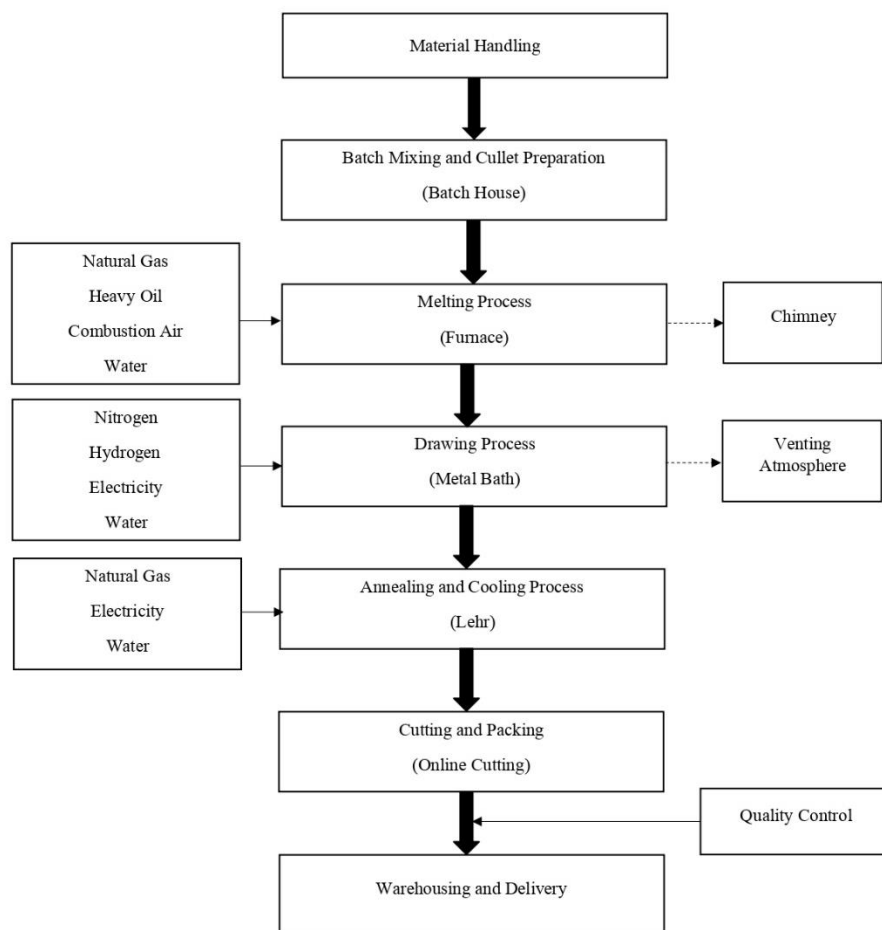 Material Handling
Batch Mixing and Cullet Preparation
(Batch House)
Natural Gas
Heavy Oil
Combustion Air
Water
Melting Process
(Furnace)
Chimney
Nitrogen
Hydrogen
Electricity
Water
Drawing Process
(Metal Bath)
Venting
Atmosphere
Natural Gas
Electricity
Water
Annealing and Cooling Process
(Lehr)
Cutting and Packing
(Online Cutting)
Quality Control
Warehousing and Delivery